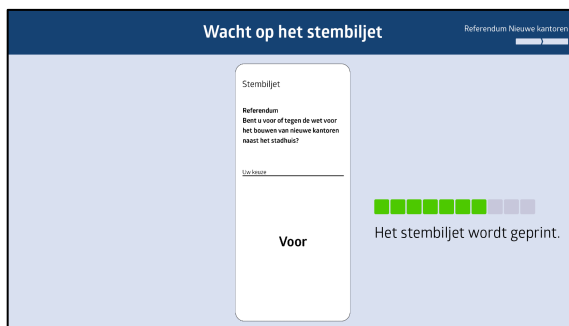 Wacht op het stembiljet
Referendum Nieuwe kantoren
Stembiljet
Referendum
Bent u voor of tegen de wet voor
het bouwen van nieuwe kantoren
naast het stadhuis?
Uw keuze
Voor
Het stembiljet wordt geprint.